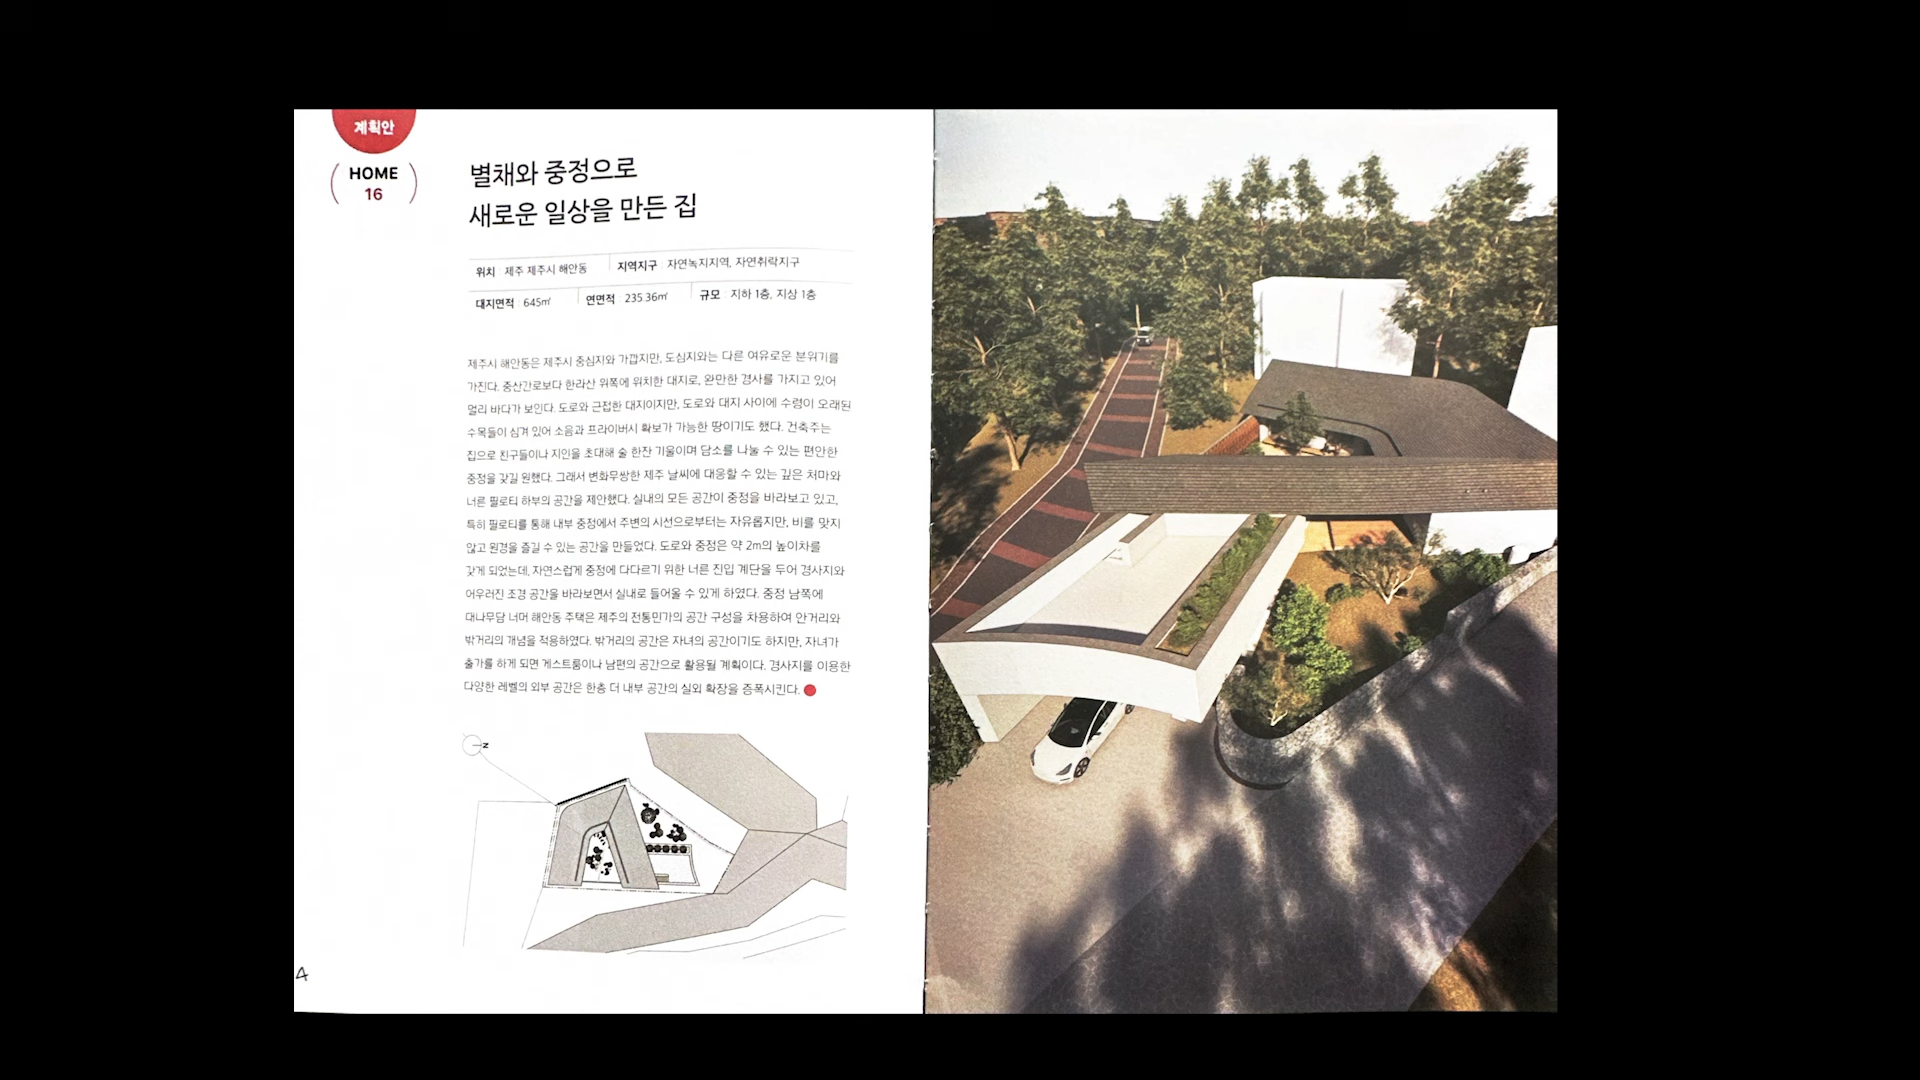 계획안
HOME
16
별채와 중정으로
새로운 일상을 만든 집
위치 제주 제주시 해안동 지역지구 자연녹지지역, 자연취락지구
대지면적 645㎡ 연면적 235.36㎡ 규모 지하 1층, 지상 1층
제주시 해안동은 제주시 중심지와 가깝지만, 도심지와는 다른 여유로운 분위기를
가진다. 중산간로보다 한라산 위쪽에 위치한 대지로, 완만한 경사를 가지고 있어
멀리 바다가 보인다. 도로와 근접한 대지이지만, 도로와 대지 사이에 수령이 오래된
수목들이 심겨 있어 소음과 프라이버시 확보가 가능한 땅이기도 했다. 건축주는
집으로 친구들이나 지인을 초대해 술 한잔 기울이며 담소를 나눌 수 있는 편안한
중정을 갖길 원했다. 그래서 변화무쌍한 제주 날씨에 대응할 수 있는 깊은 처마와
너른 필로티 하부의 공간을 제안했다. 실내의 모든 공간이 중정을 바라보고 있고,
특히 필로티를 통해 내부 중정에서 주변의 시선으로부터는 자유롭지만, 비를 맞지
않고 원경을 즐길 수 있는 공간을 만들었다. 도로와 중정은 약 2m의 높이차를
갖게 되었는데, 자연스럽게 중정에 다다르기 위한 너른 진입 계단을 두어 경사지와
어우러진 조경 공간을 바라보면서 실내로 들어올 수 있게 하였다. 중정 남쪽에
대나무담 너머 해안동 주택은 제주의 전통민가의 공간 구성을 차용하여 안거리와
밖거리의 개념을 적용하였다. 밖거리의 공간은 자녀의 공간이기도 하지만, 자녀가
출가를 하게 되면 게스트룸이나 남편의 공간으로 활용될 계획이다. 경사지를 이용한
다양한 레벨의 외부 공간은 한층 더 내부 공간의 실외 확장을 증폭시킨다.
N
4